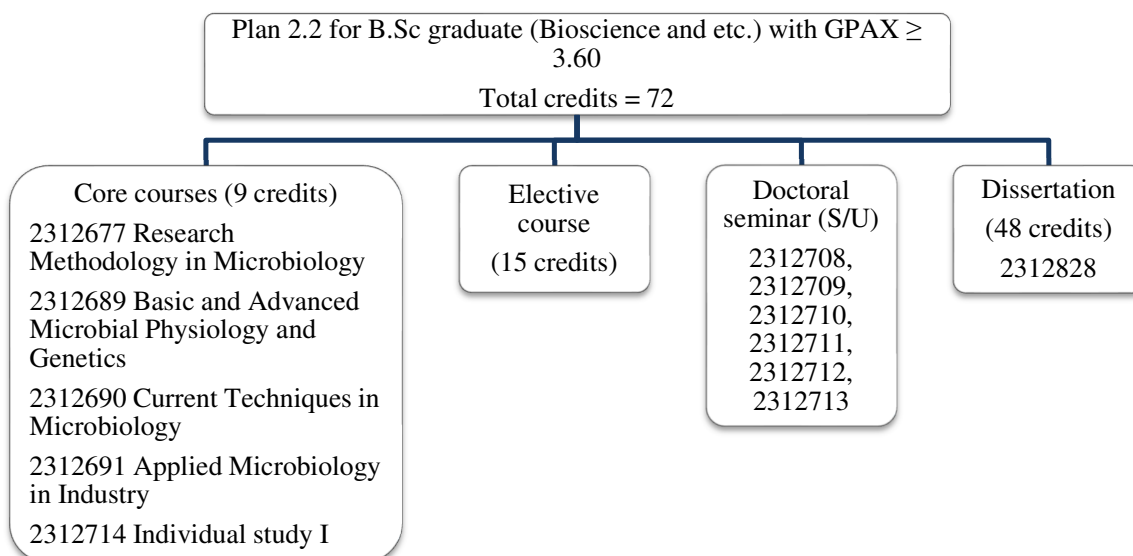 Plan 2.2 for B.Sc graduate (Bioscience and etc.) with GPAX ≥
3.60
Total credits = 72
Core courses (9 credits)
2312677 Research
Methodology in Microbiology
2312689 Basic and Advanced
Microbial Physiology and
Genetics
2312690 Current Techniques in
Microbiology
2312691 Applied Microbiology
in Industry
2312714 Individual study I
Elective
course
(15 credits)
Doctoral
seminar (S/U)
2312708,
2312709,
2312710,
2312711,
2312712,
2312713
Dissertation
(48 credits)
2312828